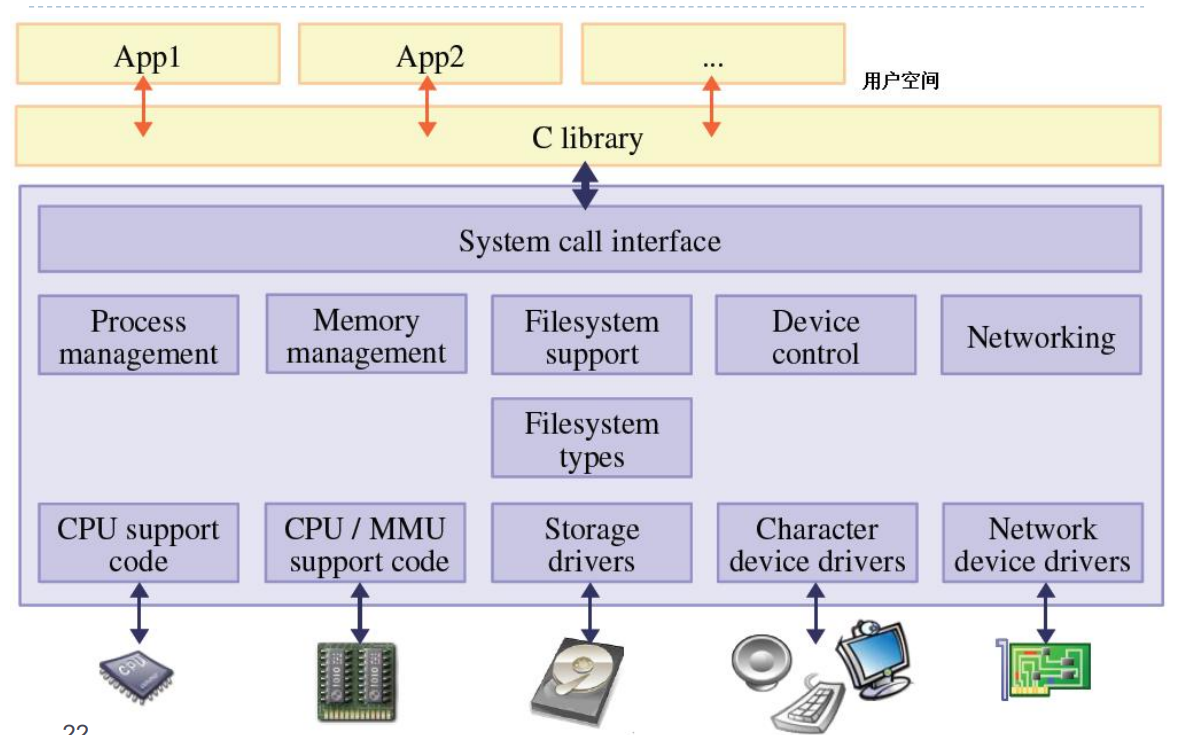 App1
App2
...
用户空间
C library
System call interface
Process
management
Memory
management
Filesystem
support
Device
control
Networking
Filesystem
types
CPU support
code
CPU / MMU
support code
Storage
drivers
Character
device drivers
Network
device drivers
CPU
22